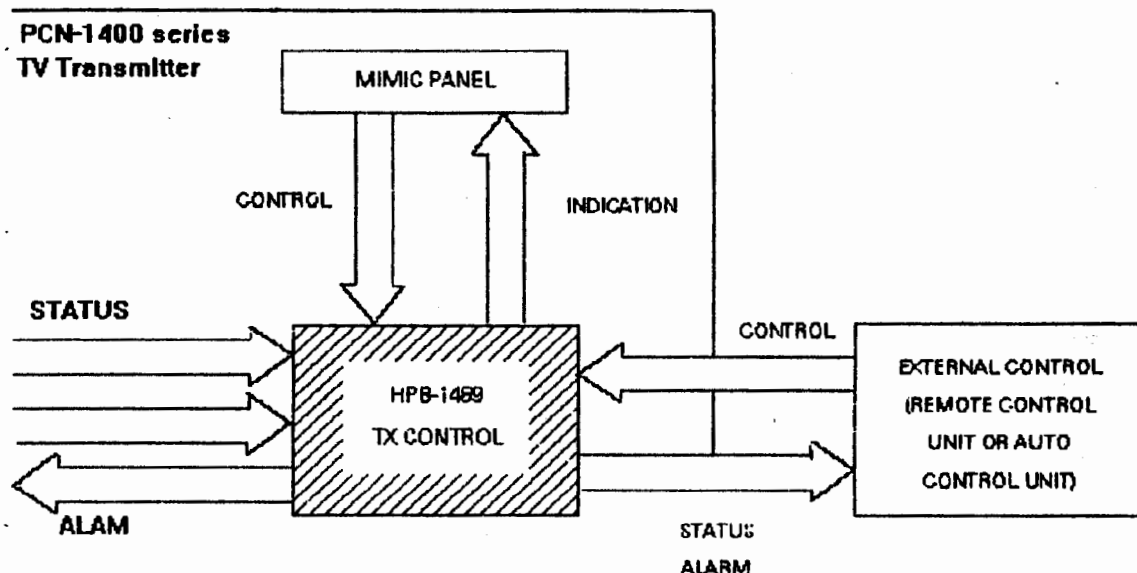 PCN-1400 series
TV Transmitter
MIMIC PANEL
CONTROL
INDICATION
STATUS
CONTROL
HPB-1469
TX CONTROL
EXTERNAL CONTROL
(REMOTE CONTROL
UNIT OR AUTO
CONTROL UNIT)
ALAM
STATUS
ALARM